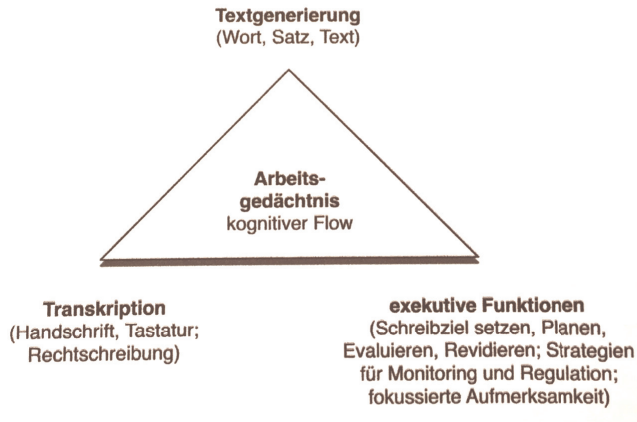 Textgenerierung
(Wort, Satz, Text)
Arbeits-
gedächtnis
kognitiver Flow
Transkription
(Handschrift, Tastatur;
Rechtschreibung)
exekutive Funktionen
(Schreibziel setzen, Planen,
Evaluieren, Revidieren; Strategien
für Monitoring und Regulation;
fokussierte Aufmerksamkeit)